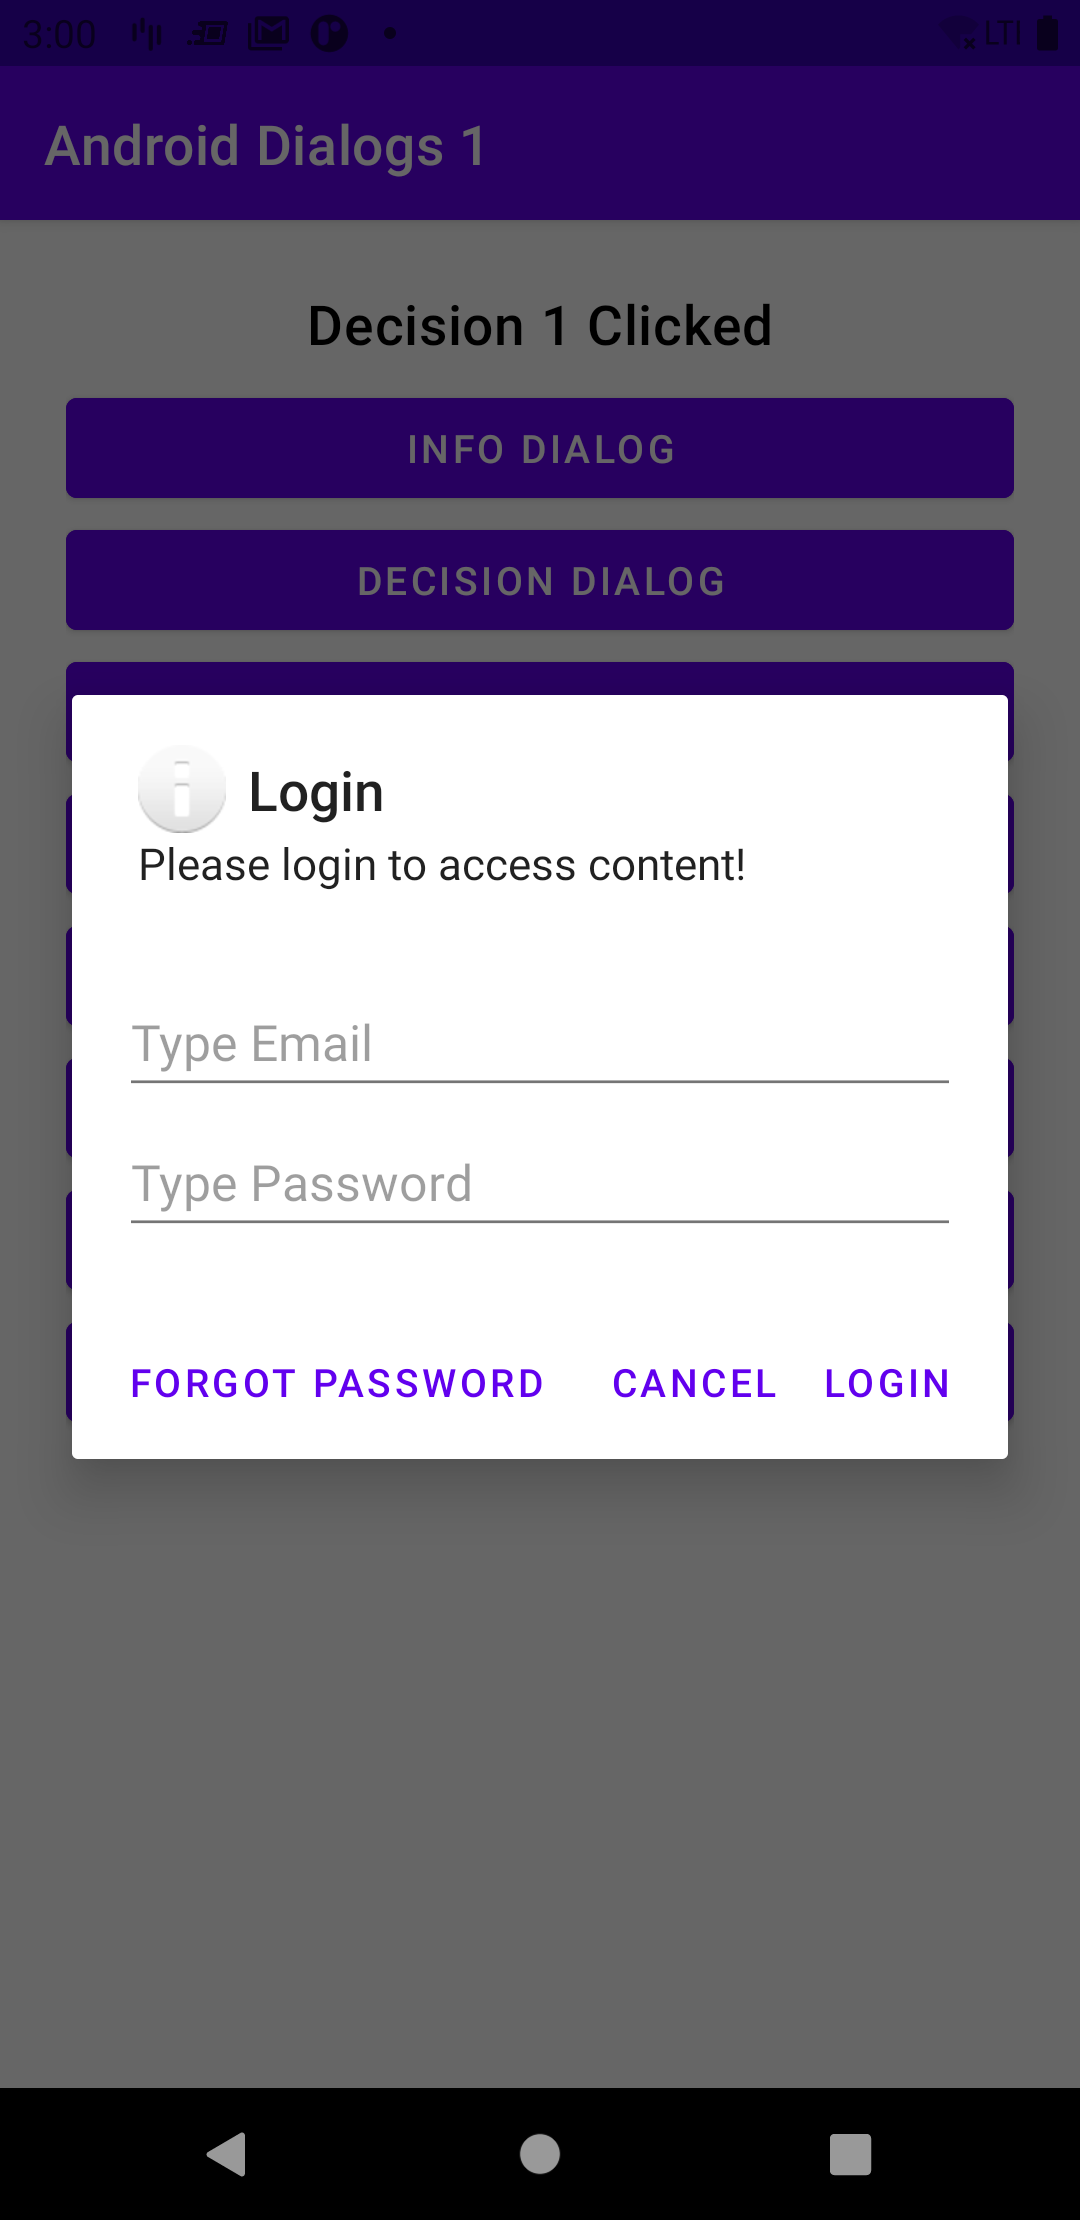 3:00
Android Dialogs 1
Decision 1 Clicked
INFO DIALOG
DECISION DIALOG
Login
Please login to access content!
Type Email
Type Password
FORGOT PASSWORD CANCEL LOGIN